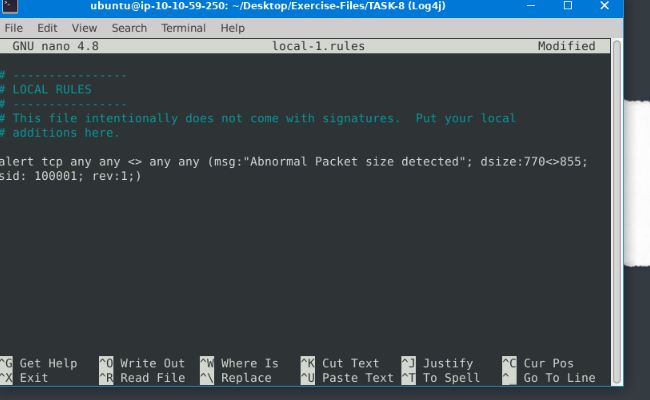 ubuntu@ip-10-10-59-250: ~/Desktop/Exercise-Files/TASK-8 (Log4j)
File Edit View Search Terminal Help
GNU nano 4.8 local-1.rules Modified
# ----------------
# LOCAL RULES
# ----------------
# This file intentionally does not come with signatures.  Put your local
# additions here.
alert tcp any any <> any any (msg:"Abnormal Packet size detected"; dsize:770<>855;
sid: 100001; rev:1;)
^G Get Help ^O Write Out ^W Where Is ^K Cut Text ^J Justify ^C Cur Pos
^X Exit ^R Read File ^\ Replace ^U Paste Text ^T To Spell ^_ Go To Line